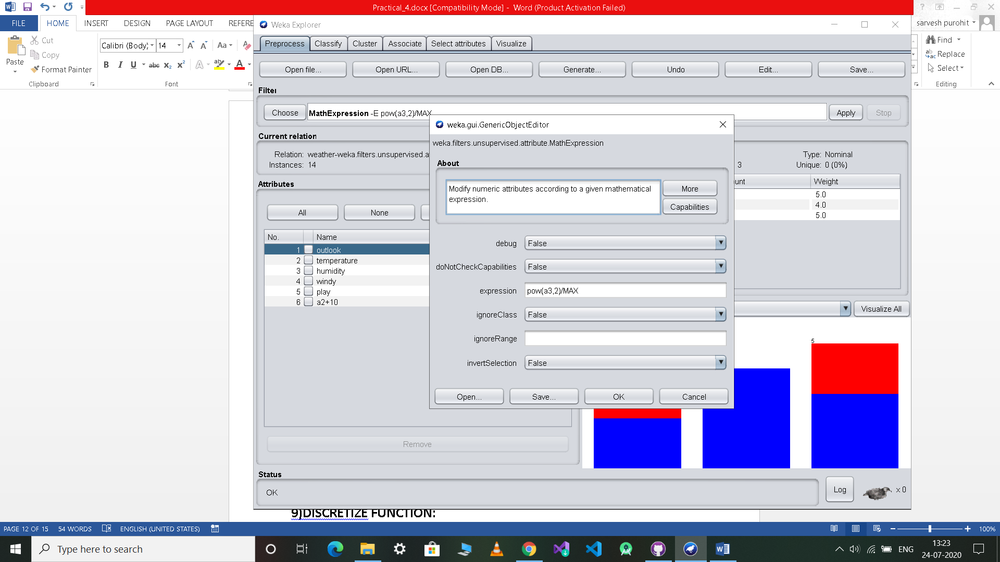 Practical_4.docx [Compatibility Mode] - Word (Product Activation Failed)
FILE HOME INSERT DESIGN PAGE LAYOUT REFERE
sarvesh purohit
Weka Explorer
Paste
Cut
Copy
Format Painter
Clipboard
Calibri (Body) 14
Font
Find
Replace
Select
Editing
Preprocess Classify Cluster Associate Select attributes Visualize
Open file... Open URL... Open DB... Generate... Undo Edit... Save...
Filter
Choose MathExpression -E pow(a3,2)/MAX Apply Stop
Current relation
Relation: weather-weka.filters.unsupervised.a
Instances: 14
Type: Nominal
3 Unique: 0 (0%)
unt Weight
5.0
4.0
5.0
Attributes
All None
No. Name
1 outlook
2 temperature
3 humidity
4 windy
5 play
6 a2+10
Remove
weka.gui.GenericObjectEditor
weka.filters.unsupervised.attribute.MathExpression
About
Modify numeric attributes according to a given mathematical
expression.
More
Capabilities
debug False
doNotCheckCapabilities False
expression pow(a3,2)/MAX
ignoreClass False
ignoreRange
invertSelection False
Open... Save... OK Cancel
Visualize All
5
Status
OK
Log x 0
9)DISCRETIZE FUNCTION:
PAGE 12 OF 15 54 WORDS ENGLISH (UNITED STATES) 100%
Type here to search
ENG
13:23
24-07-2020